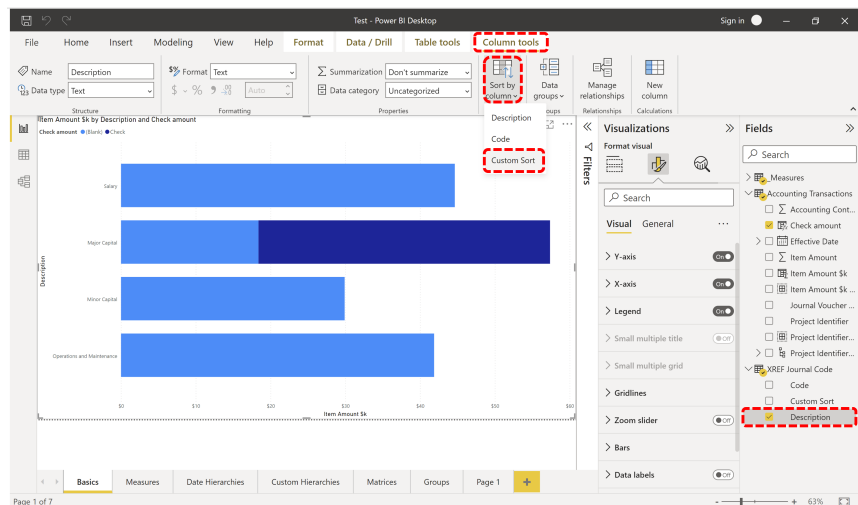 Test - Power BI Desktop
Sign in
File Home Insert Modeling View Help Format Data / Drill Table tools Column tools
Name Description
Data type Text
Structure
$% Format Text
$ % Auto
Formatting
Summarization Don't summarize
Data category Uncategorized
Properties
Sort by
column
Data
groups
oups
Manage
relationships
Relationships
New
column
Calculations
Description
Code
Custom Sort
Item Amount $k by Description and Check amount
Check amount (Blank) Check
Description
Salary
Major Capital
Minor Capital
Operations and Maintenance
$0 $10 $20 $30 $40 $50 $60
Item Amount $k
Filters
Visualizations
Format visual
Search
Visual General
Y-axis On
X-axis On
Legend On
Small multiple title Off
Small multiple grid
Gridlines
Zoom slider Off
Bars
Data labels Off
Fields
Search
_Measures
Accounting Transactions
Accounting Cont...
Check amount
Effective Date
Item Amount
Item Amount $k
Item Amount $k ...
Journal Voucher ...
Project Identifier
Project Identifier...
Project Identifier...
XREF Journal Code
Code
Custom Sort
Description
Basics Measures Date Hierarchies Custom Hierarchies Matrices Groups Page 1 +
Page 1 of 7
- + 63%